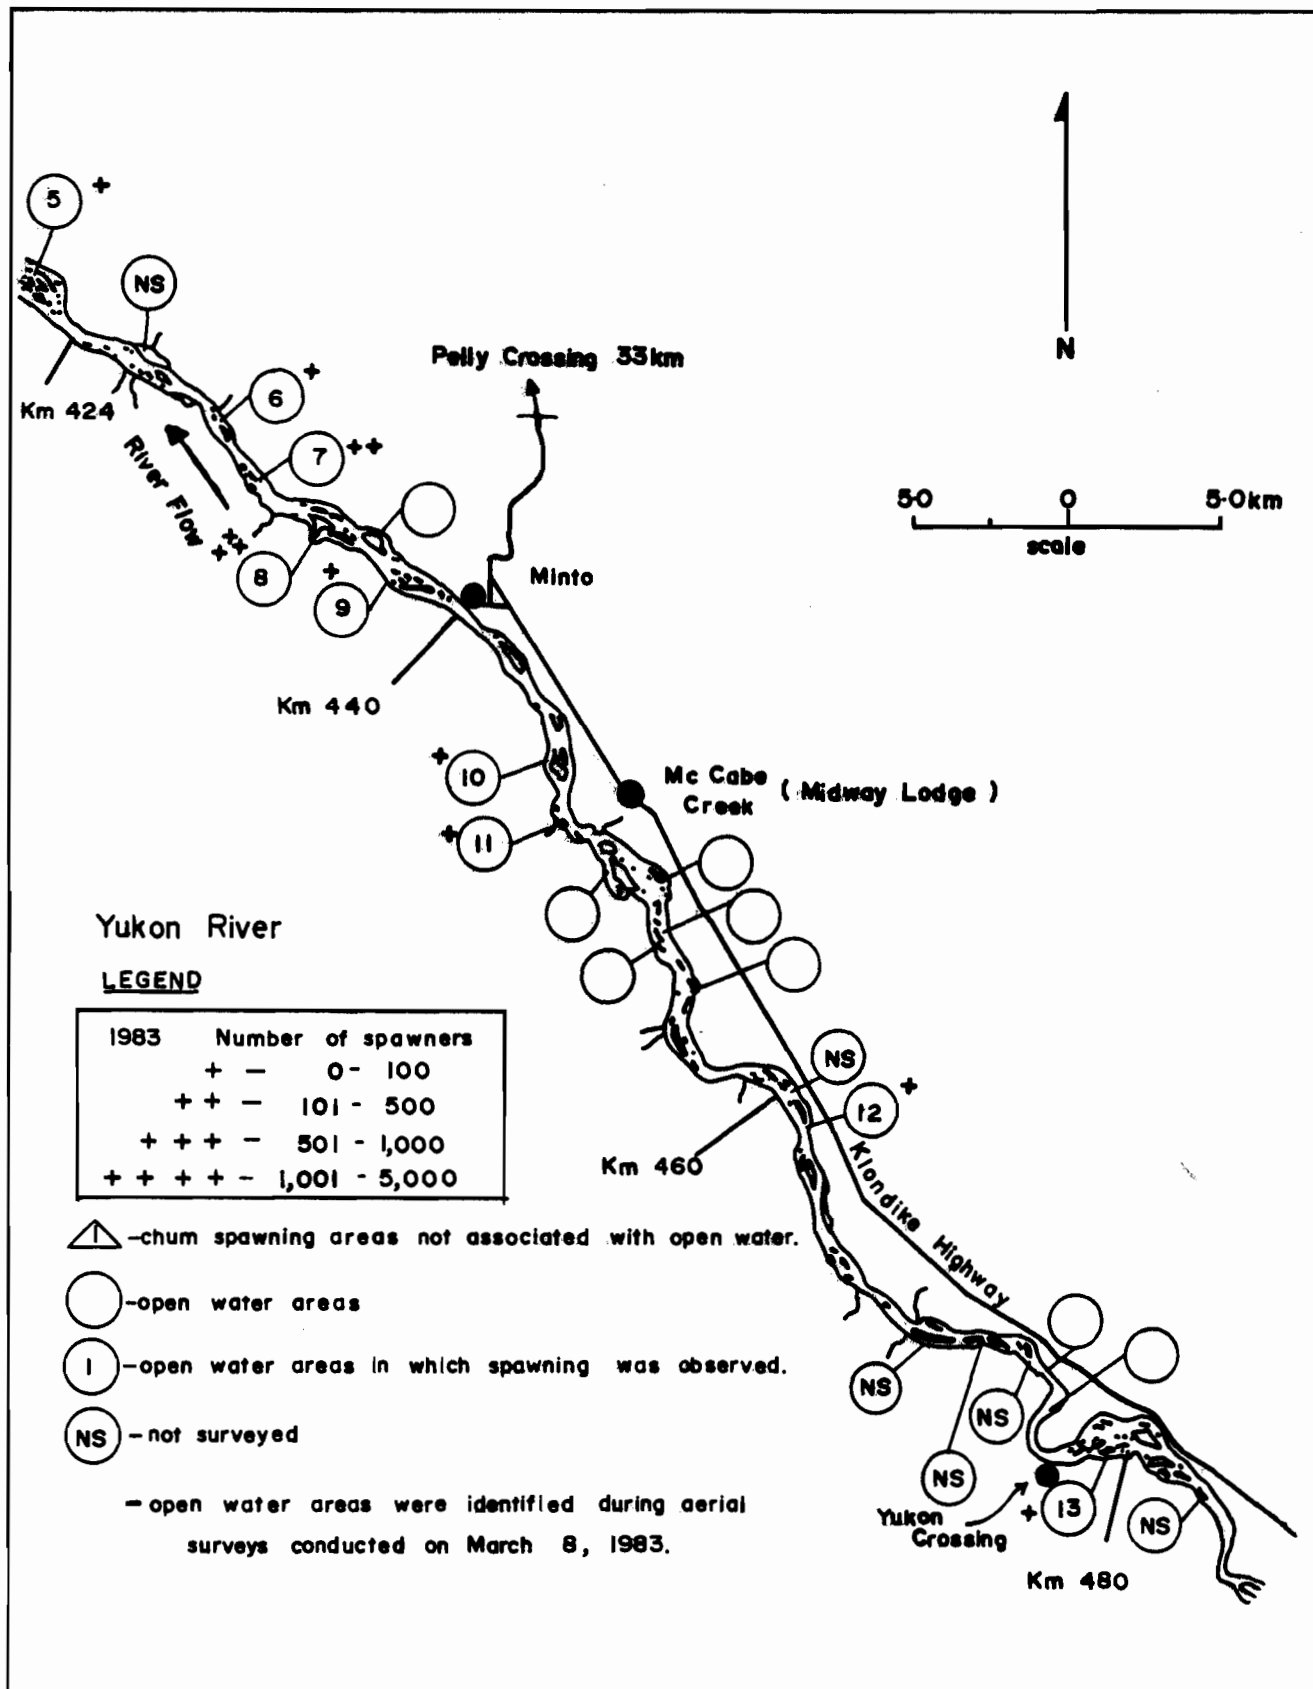 5 +
NS
Pelly Crossing 33km
N
6 +
Km 424
7 ++
River Flow
5·0 0 5·0km
scale
+++
8
+
9
Minto
Km 440
+ 10
Mc Cabe
Creek
( Midway Lodge )
+ 11
Yukon River
LEGEND
1983 Number of spawners
+ - 0 - 100
+ + - 101 - 500
+ + + - 501 - 1,000
+ + + + - 1,001 - 5,000
NS
12 +
Km 460
Klondike Highway
1 -chum spawning areas not associated with open water.
-open water areas
1 -open water areas in which spawning was observed.
NS - not surveyed
- open water areas were identified during aerial
surveys conducted on March 8, 1983.
NS
NS
NS
Yukon
Crossing
+ 13
NS
Km 480